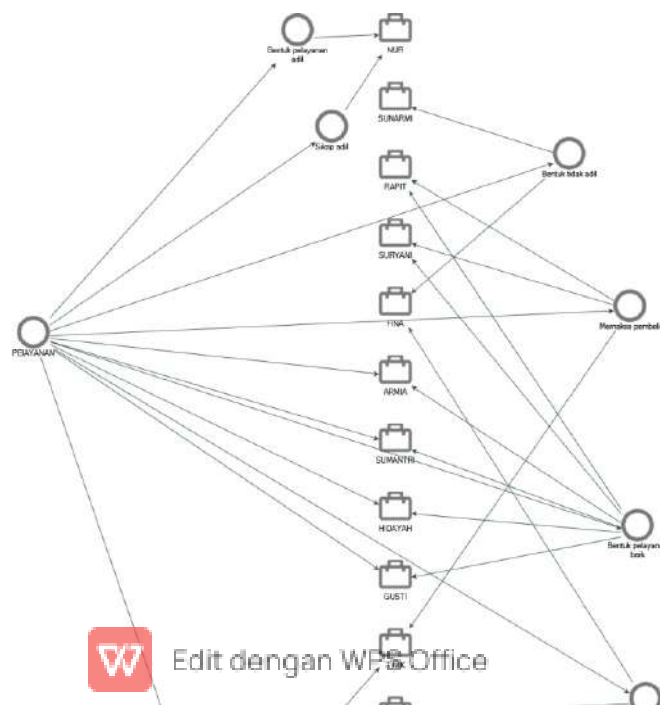 Bentuk pelayanan
adil
NUR
SUNARMI
Sikap adil
Bentuk tidak adil
RAPIT
SURYANI
FINA
Memaksa pembeli
PELAYANAN
ARMIA
SUMANTRI
HIDAYAH
Bentuk pelayanan
baik
GUSTI
Edit dengan WPS Office